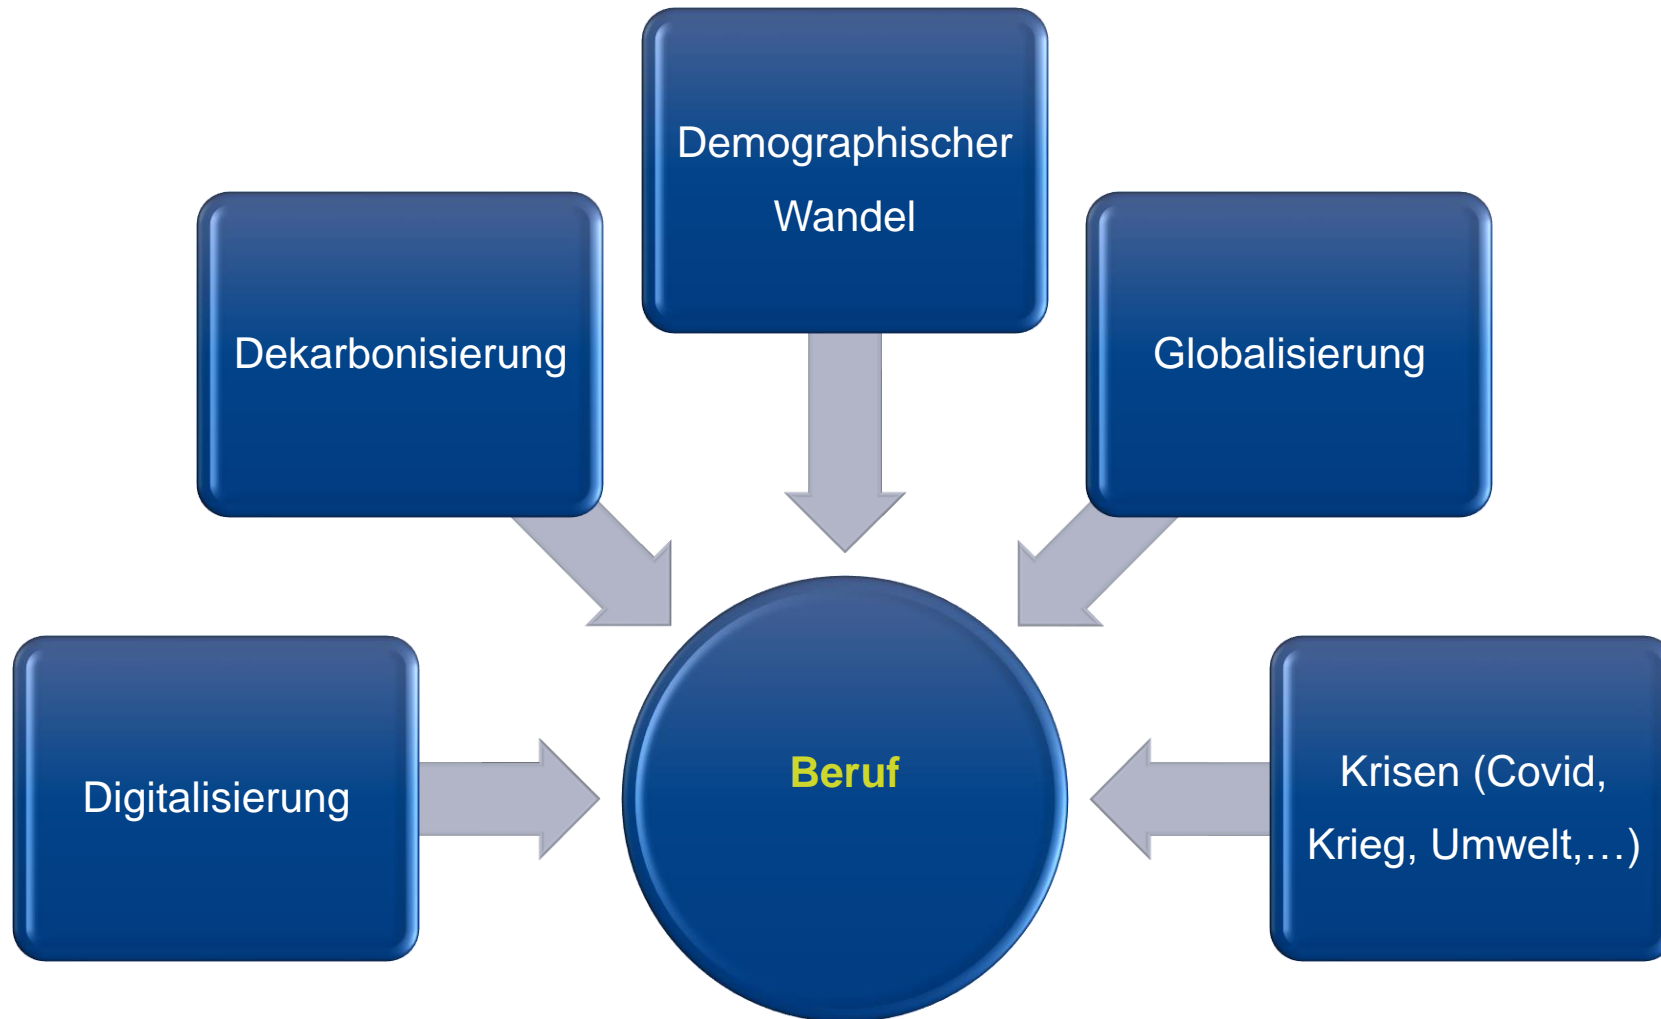 Demographischer
Wandel
Dekarbonisierung
Globalisierung
Digitalisierung
Beruf
Krisen (Covid,
Krieg, Umwelt,…)